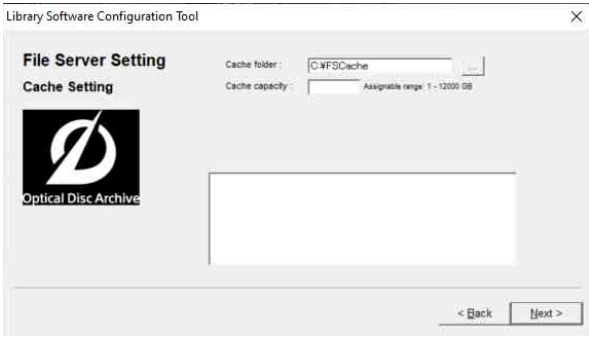 Library Software Configuration Tool
File Server Setting
Cache folder :
C:¥FSCache
...
Cache Setting
Cache capacity :
Assignable range: 1 - 12000 GB
Optical Disc Archive
< Back
Next >